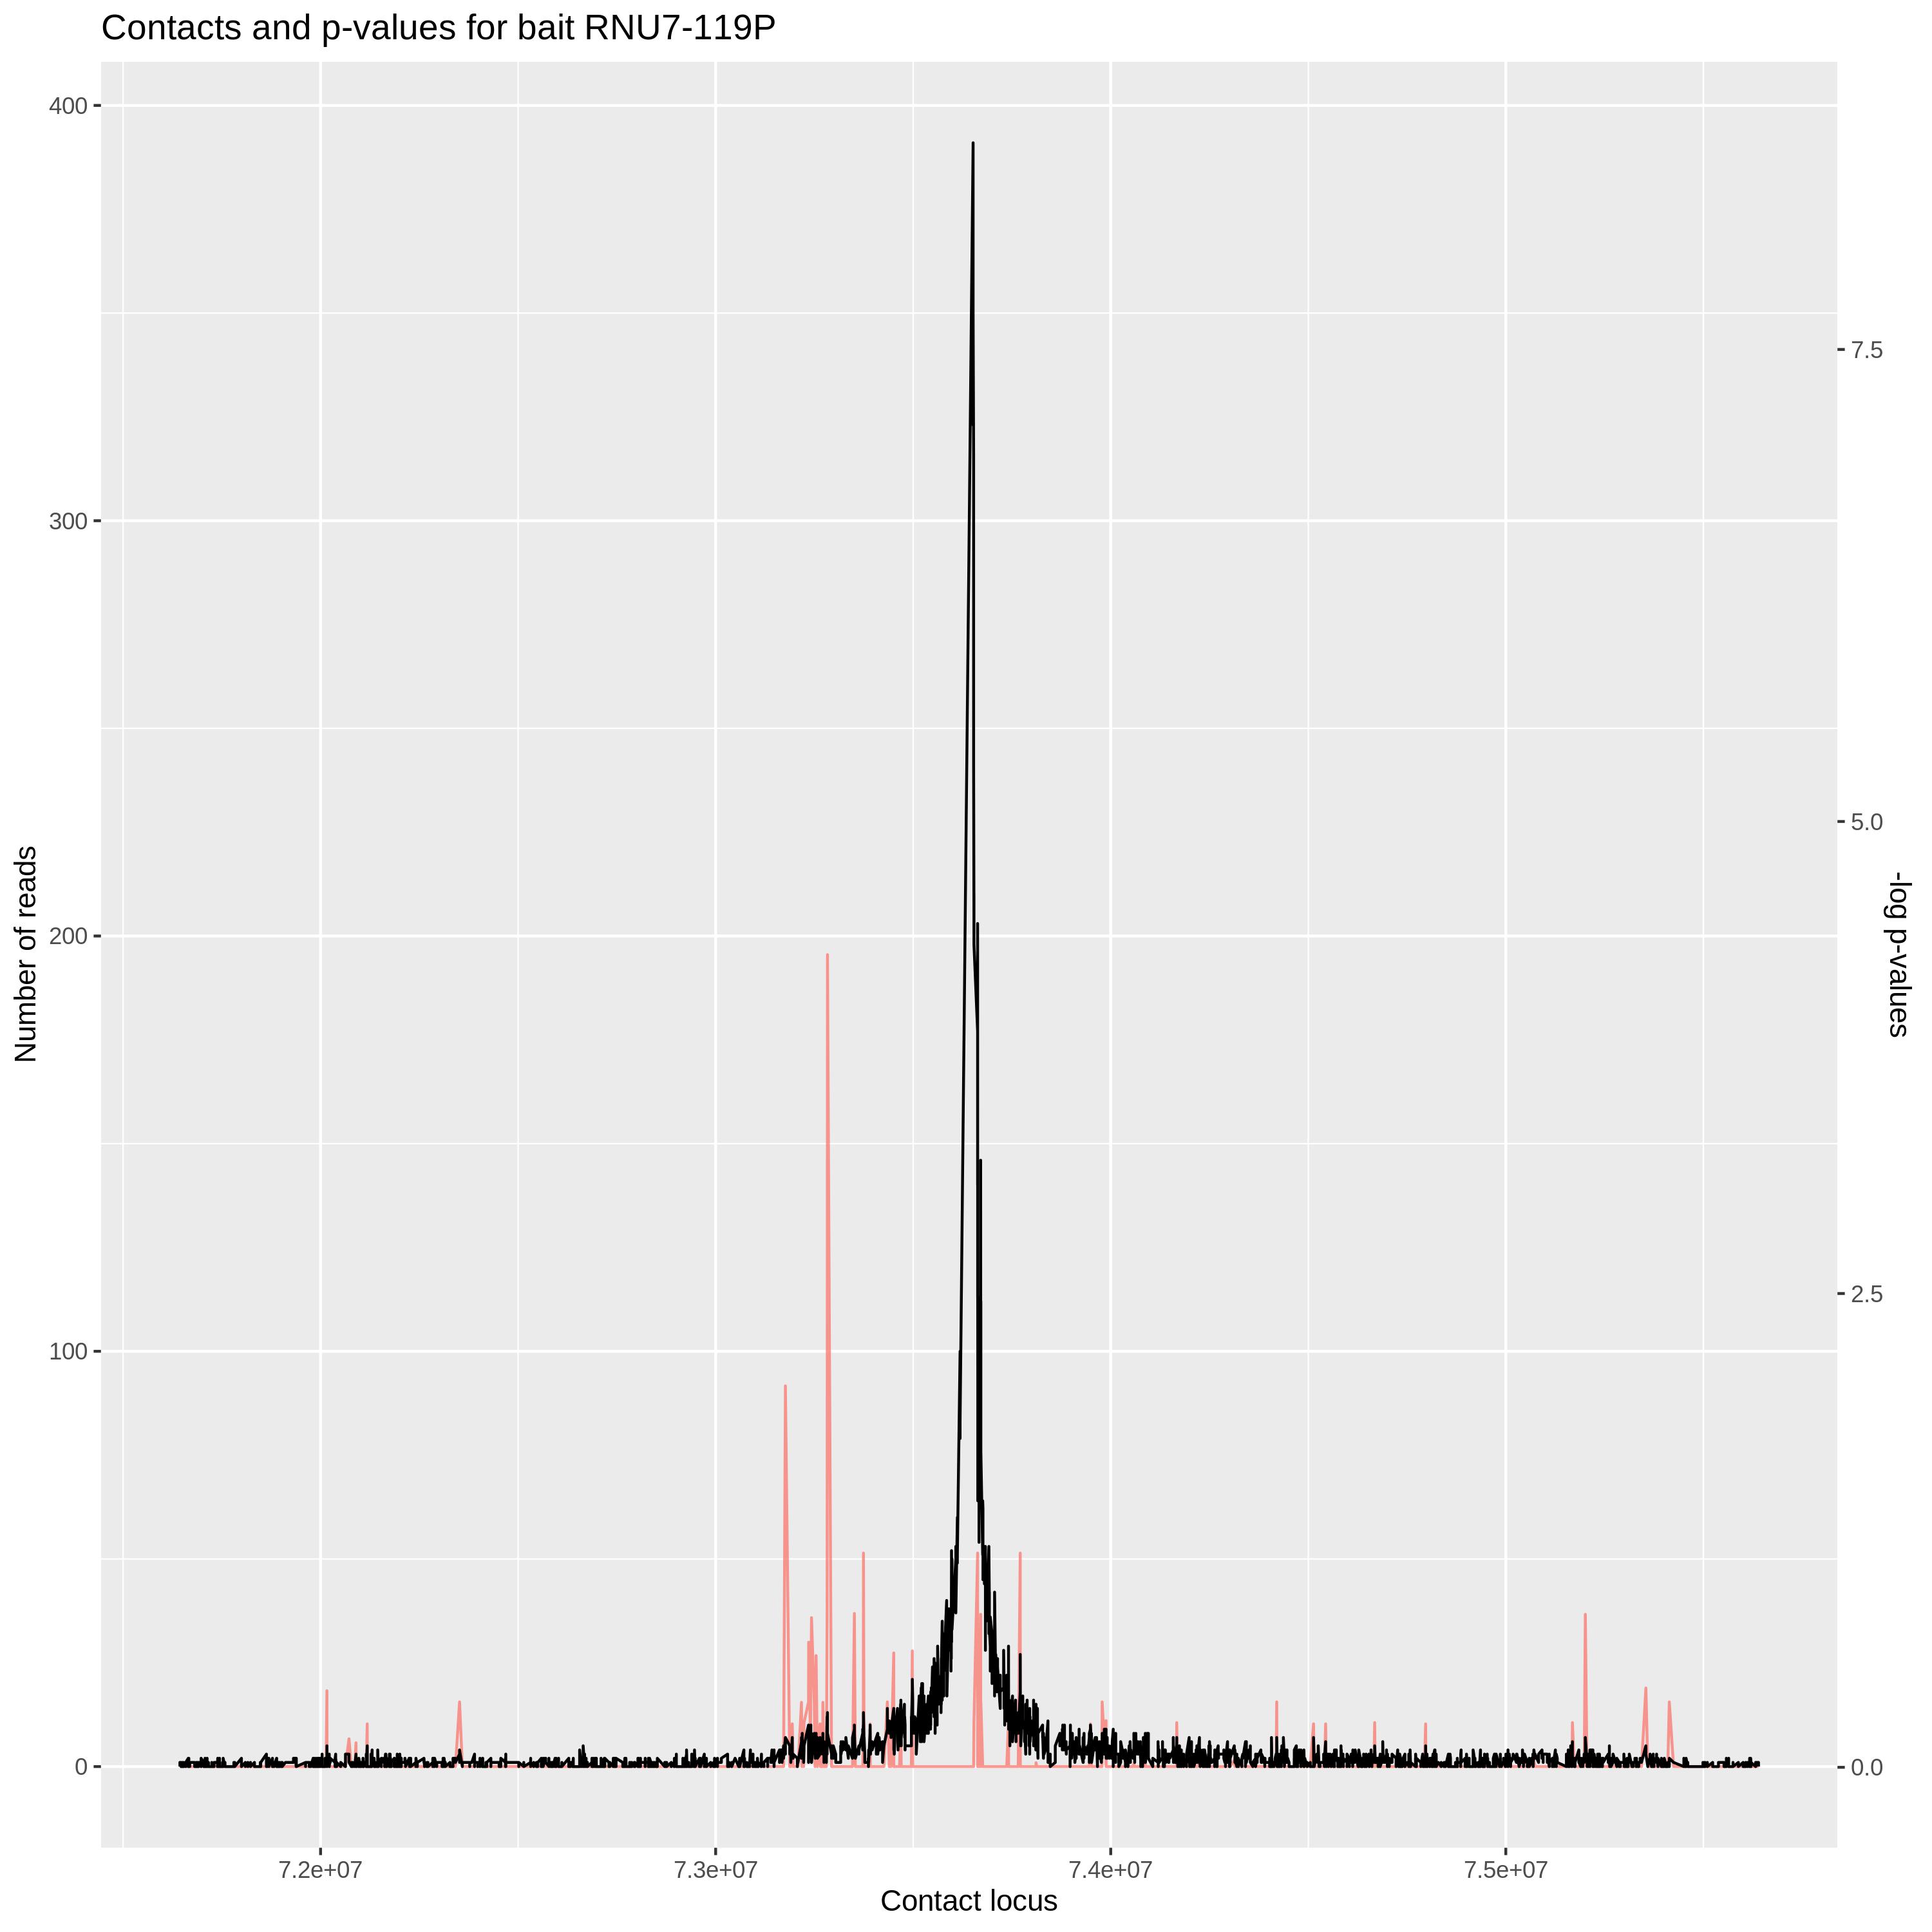 Contacts and p-values for bait RNU7-119P
400
300
200
100
0
Number of reads
7.5
5.0
2.5
0.0
-log p-values
7.2e+07
7.3e+07
7.4e+07
7.5e+07
Contact locus